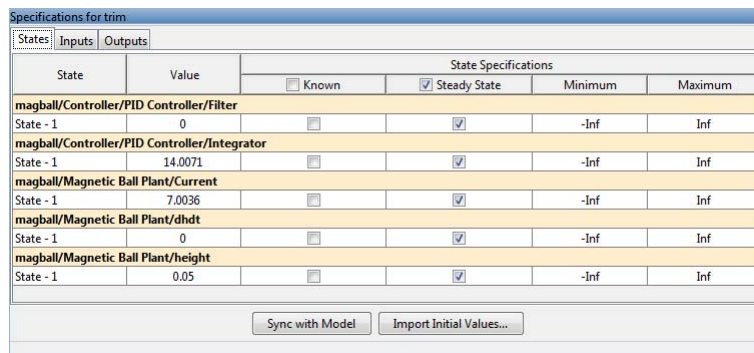 Specifications for trim
States Inputs Outputs
State Value State Specifications
Known Steady State Minimum Maximum
magball/Controller/PID Controller/Filter
State - 1 0 -Inf Inf
magball/Controller/PID Controller/Integrator
State - 1 14.0071 -Inf Inf
magball/Magnetic Ball Plant/Current
State - 1 7.0036 -Inf Inf
magball/Magnetic Ball Plant/dhdt
State - 1 0 -Inf Inf
magball/Magnetic Ball Plant/height
State - 1 0.05 -Inf Inf
Sync with Model Import Initial Values...